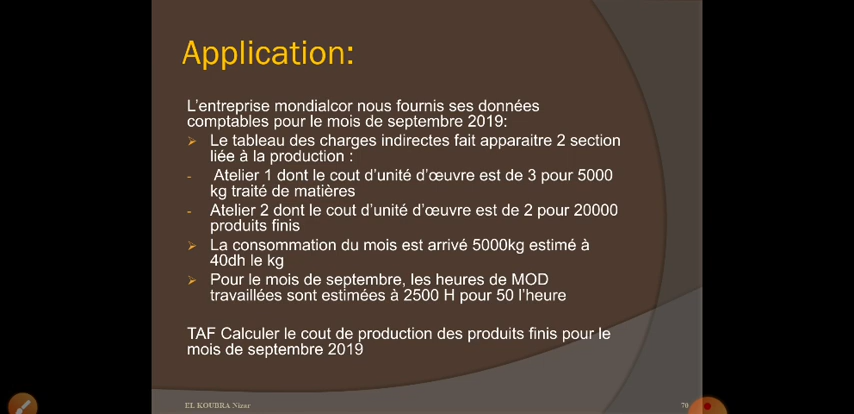 Application:
L'entreprise mondialcor nous fournis ses données
comptables pour le mois de septembre 2019:
➢ Le tableau des charges indirectes fait apparaitre 2 section
liée à la production :
- Atelier 1 dont le cout d'unité d'œuvre est de 3 pour 5000
kg traité de matières
- Atelier 2 dont le cout d'unité d'œuvre est de 2 pour 20000
produits finis
➢ La consommation du mois est arrivé 5000kg estimé à
40dh le kg
➢ Pour le mois de septembre, les heures de MOD
travaillées sont estimées à 2500 H pour 50 l'heure
TAF Calculer le cout de production des produits finis pour le
mois de septembre 2019
EL KOUBRA Nizar
70